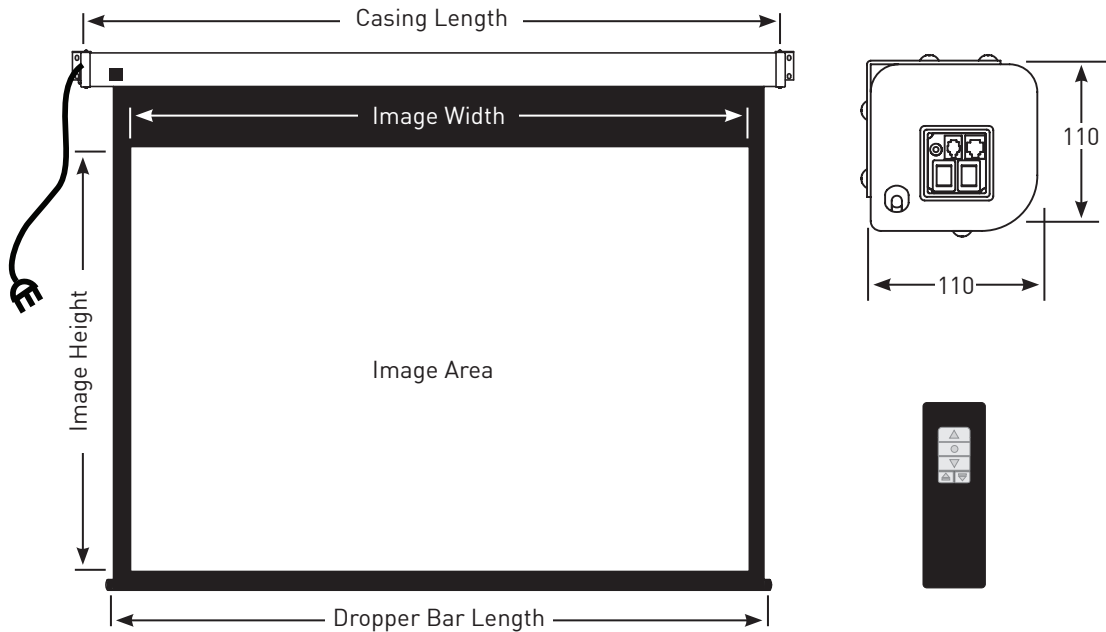 Casing Length
Image Width
110
110
Image Height
Image Area
Dropper Bar Length